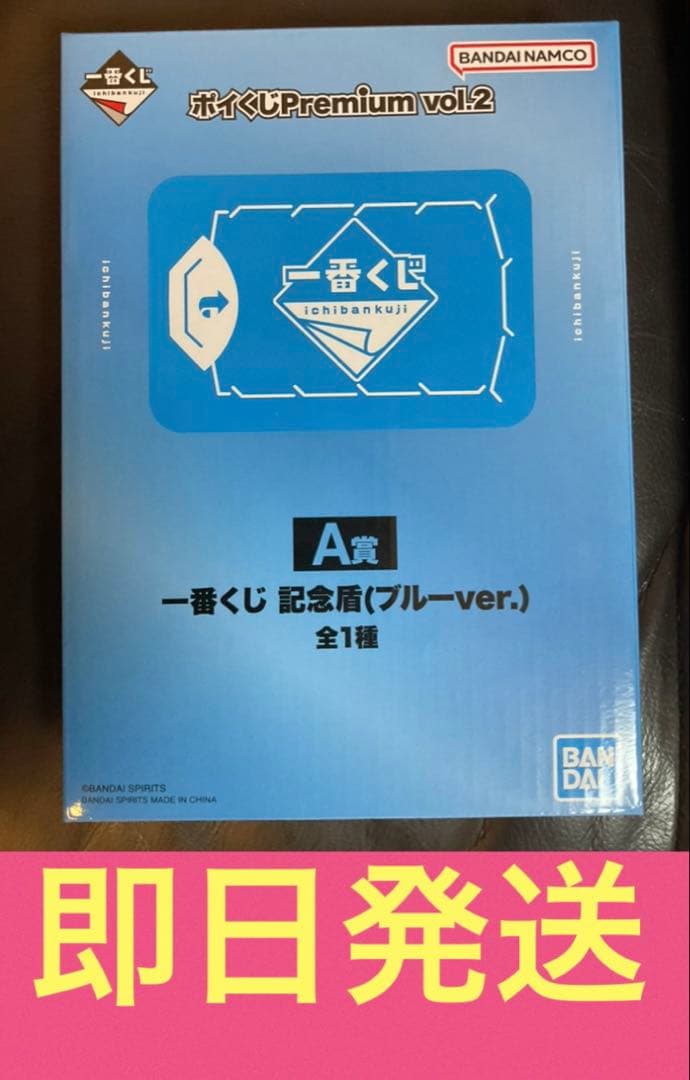 一番くじ
ichibankuji
BANDAI NAMCO
ポイくじPremium vol.2
ichibankuji
一番くじ
ichibankuji
ichibankuji
A賞
一番くじ 記念盾(ブルーver.)
全1種
©BANDAI SPIRITS
BANDAI SPIRITS MADE IN CHINA
BAN
DAI
即日発送